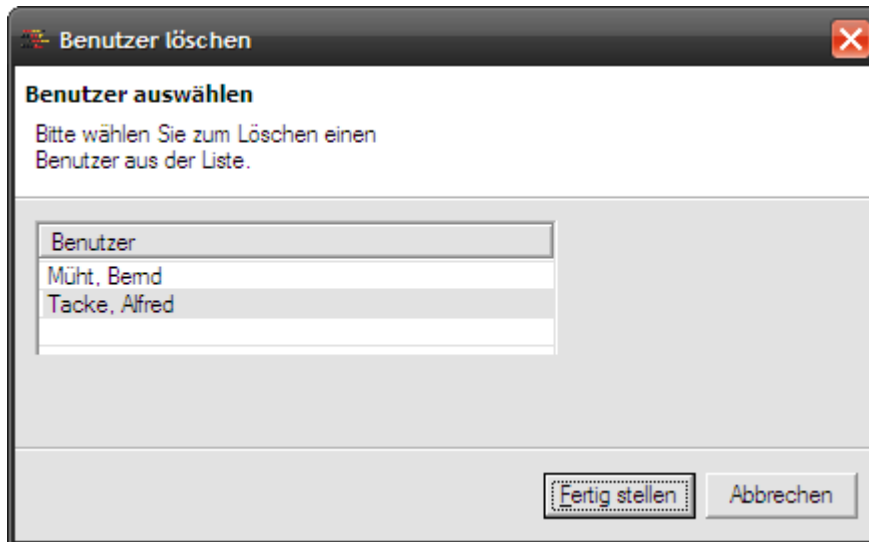 Benutzer löschen
Benutzer auswählen
Bitte wählen Sie zum Löschen einen
Benutzer aus der Liste.
Benutzer
Müht, Bernd
Tacke, Alfred
Fertig stellen
Abbrechen